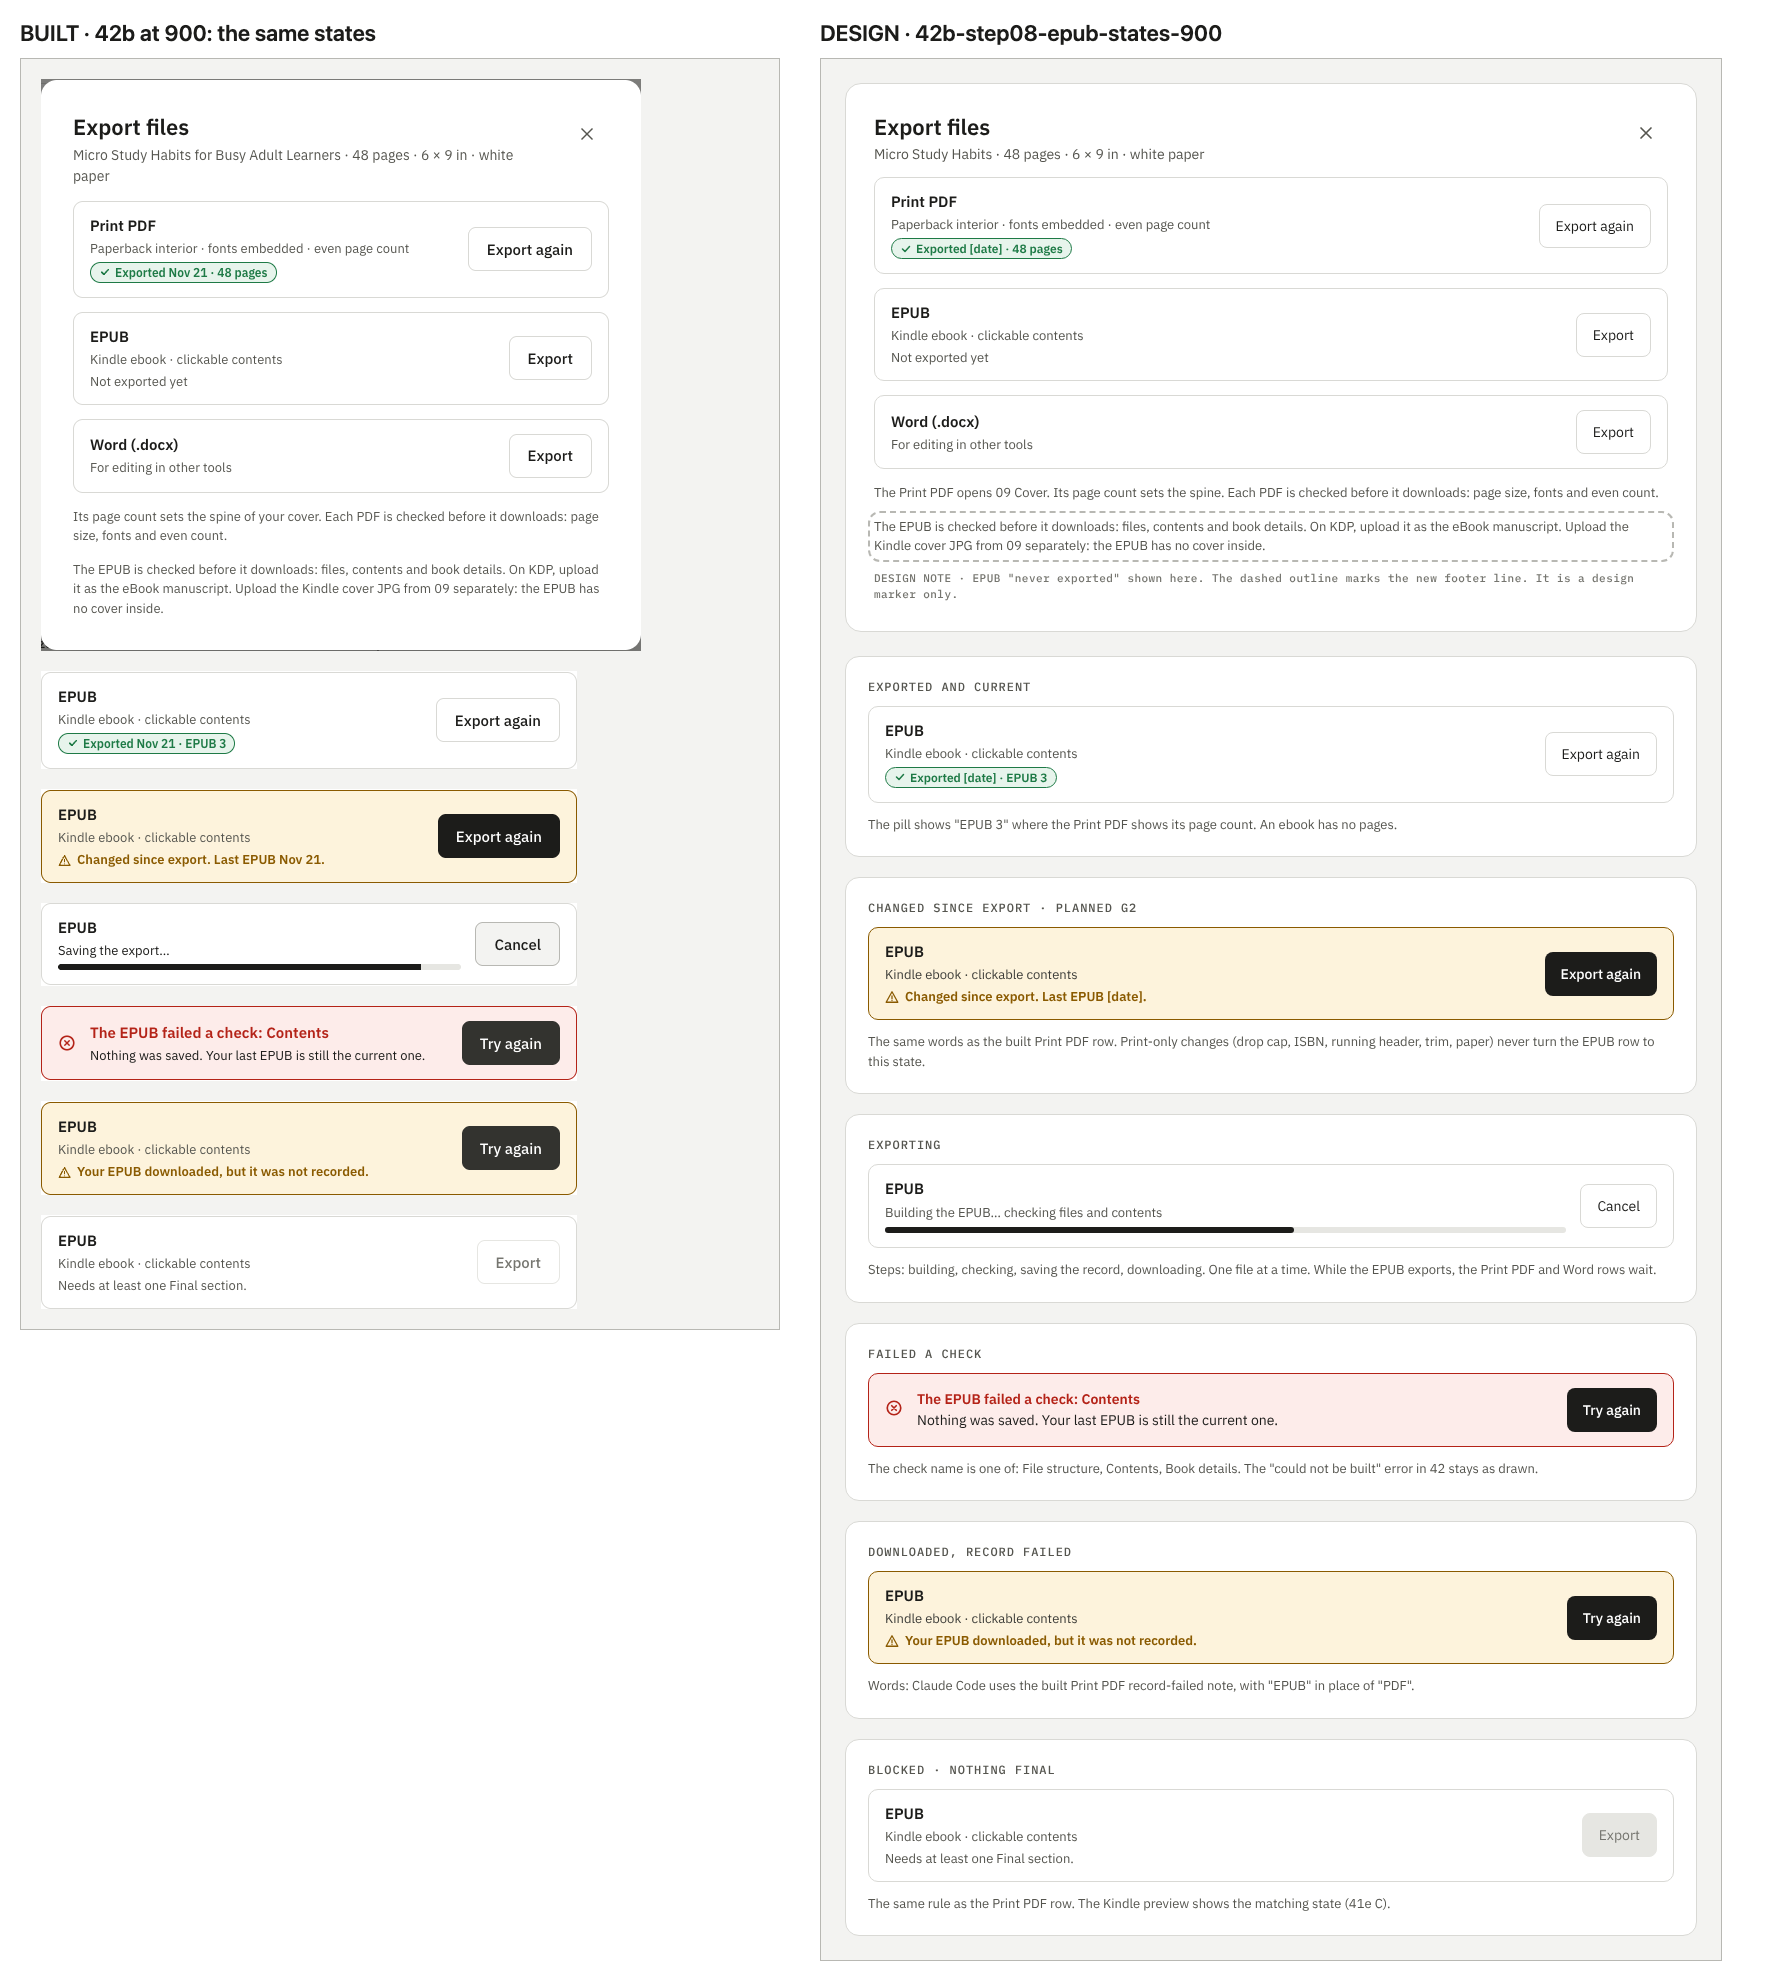 BUILT · 42b at 900: the same states
Export files
Micro Study Habits for Busy Adult Learners · 48 pages · 6 × 9 in · white
paper
Print PDF
Paperback interior · fonts embedded · even page count
Exported Nov 21 · 48 pages
Export again
EPUB
Kindle ebook · clickable contents
Not exported yet
Export
Word (.docx)
For editing in other tools
Export
Its page count sets the spine of your cover. Each PDF is checked before it downloads: page
size, fonts and even count.
The EPUB is checked before it downloads: files, contents and book details. On KDP, upload
it as the eBook manuscript. Upload the Kindle cover JPG from 09 separately: the EPUB has
no cover inside.
EPUB
Kindle ebook · clickable contents
Exported Nov 21 · EPUB 3
Export again
EPUB
Kindle ebook · clickable contents
Changed since export. Last EPUB Nov 21.
Export again
EPUB
Saving the export...
Cancel
The EPUB failed a check: Contents
Nothing was saved. Your last EPUB is still the current one.
Try again
EPUB
Kindle ebook · clickable contents
Your EPUB downloaded, but it was not recorded.
Try again
EPUB
Kindle ebook · clickable contents
Needs at least one Final section.
Export
DESIGN · 42b-step08-epub-states-900
Export files
Micro Study Habits · 48 pages · 6 × 9 in · white paper
Print PDF
Paperback interior · fonts embedded · even page count
Exported [date] · 48 pages
Export again
EPUB
Kindle ebook · clickable contents
Not exported yet
Export
Word (.docx)
For editing in other tools
Export
The Print PDF opens 09 Cover. Its page count sets the spine. Each PDF is checked before it downloads: page size, fonts and even count.
The EPUB is checked before it downloads: files, contents and book details. On KDP, upload it as the eBook manuscript. Upload the
Kindle cover JPG from 09 separately: the EPUB has no cover inside.
DESIGN NOTE · EPUB "never exported" shown here. The dashed outline marks the new footer line. It is a design
marker only.
EXPORTED AND CURRENT
EPUB
Kindle ebook · clickable contents
Exported [date] · EPUB 3
Export again
The pill shows "EPUB 3" where the Print PDF shows its page count. An ebook has no pages.
CHANGED SINCE EXPORT · PLANNED G2
EPUB
Kindle ebook · clickable contents
Changed since export. Last EPUB [date].
Export again
The same words as the built Print PDF row. Print-only changes (drop cap, ISBN, running header, trim, paper) never turn the EPUB row to
this state.
EXPORTING
EPUB
Building the EPUB... checking files and contents
Cancel
Steps: building, checking, saving the record, downloading. One file at a time. While the EPUB exports, the Print PDF and Word rows wait.
FAILED A CHECK
The EPUB failed a check: Contents
Nothing was saved. Your last EPUB is still the current one.
Try again
The check name is one of: File structure, Contents, Book details. The "could not be built" error in 42 stays as drawn.
DOWNLOADED, RECORD FAILED
EPUB
Kindle ebook · clickable contents
Your EPUB downloaded, but it was not recorded.
Try again
Words: Claude Code uses the built Print PDF record-failed note, with "EPUB" in place of "PDF".
BLOCKED · NOTHING FINAL
EPUB
Kindle ebook · clickable contents
Needs at least one Final section.
Export
The same rule as the Print PDF row. The Kindle preview shows the matching state (41e C).